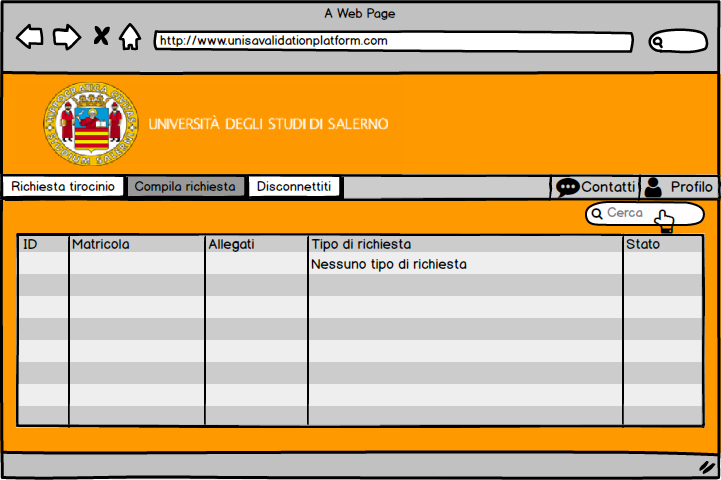 A Web Page
http://www.unisavalidationplatform.com
UNIVERSITÀ DEGLI STUDI DI SALERNO
Richiesta tirocinio Compila richiesta Disconnettiti Contatti Profilo
Cerca
ID Matricola Allegati Tipo di richiesta Stato
Nessuno tipo di richiesta